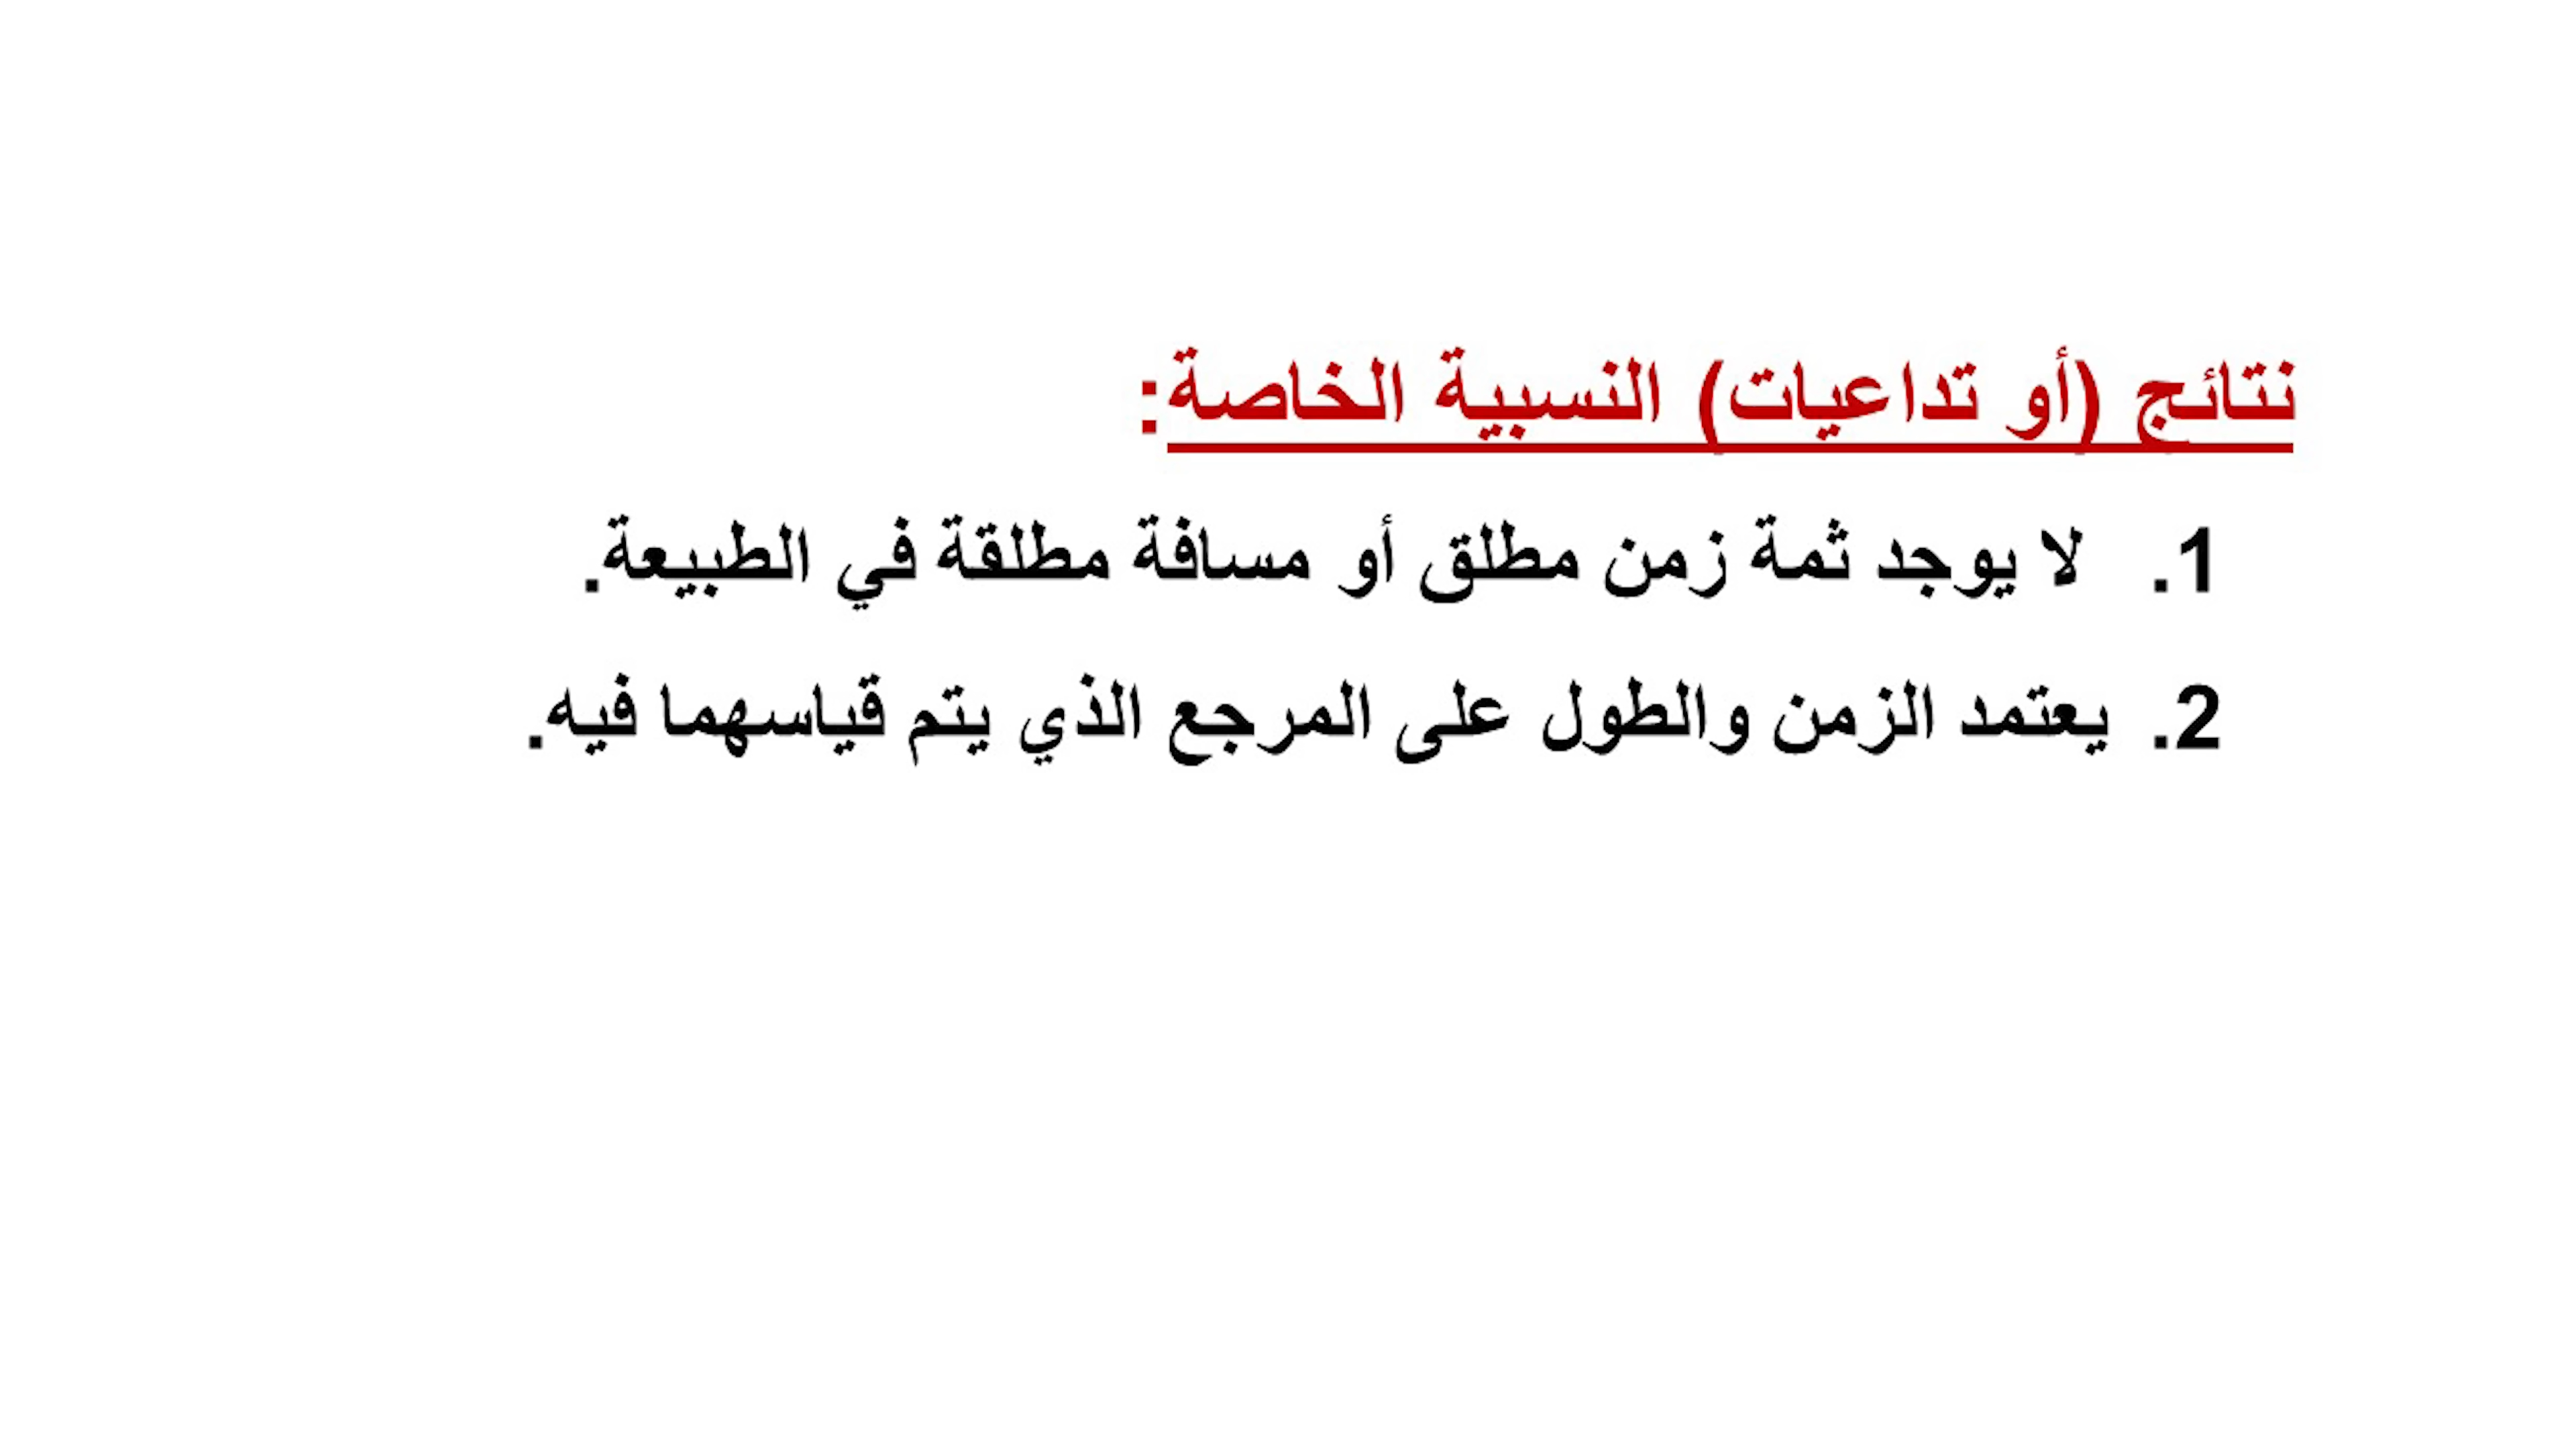 نتائج (أو تداعيات) النسبية الخاصة:
1. لا يوجد ثمة زمن مطلق أو مسافة مطلقة في الطبيعة.
2. يعتمد الزمن والطول على المرجع الذي يتم قياسهما فيه.